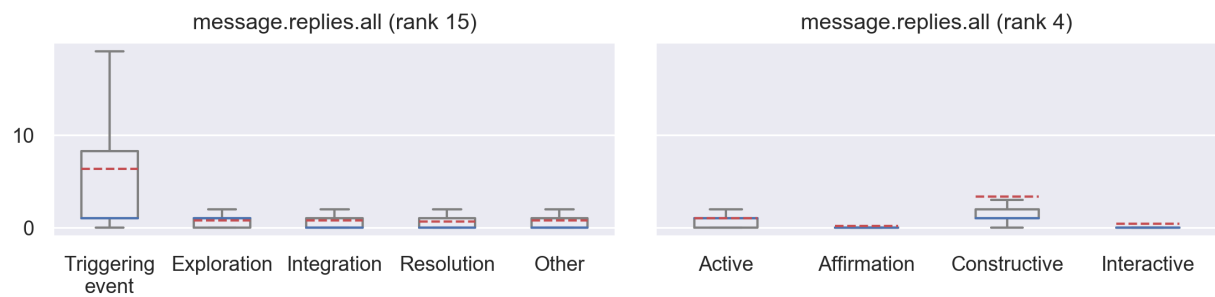 message.replies.all (rank 15)
message.replies.all (rank 4)
10
0
Triggering event
Exploration
Integration
Resolution
Other
Active
Affirmation
Constructive
Interactive